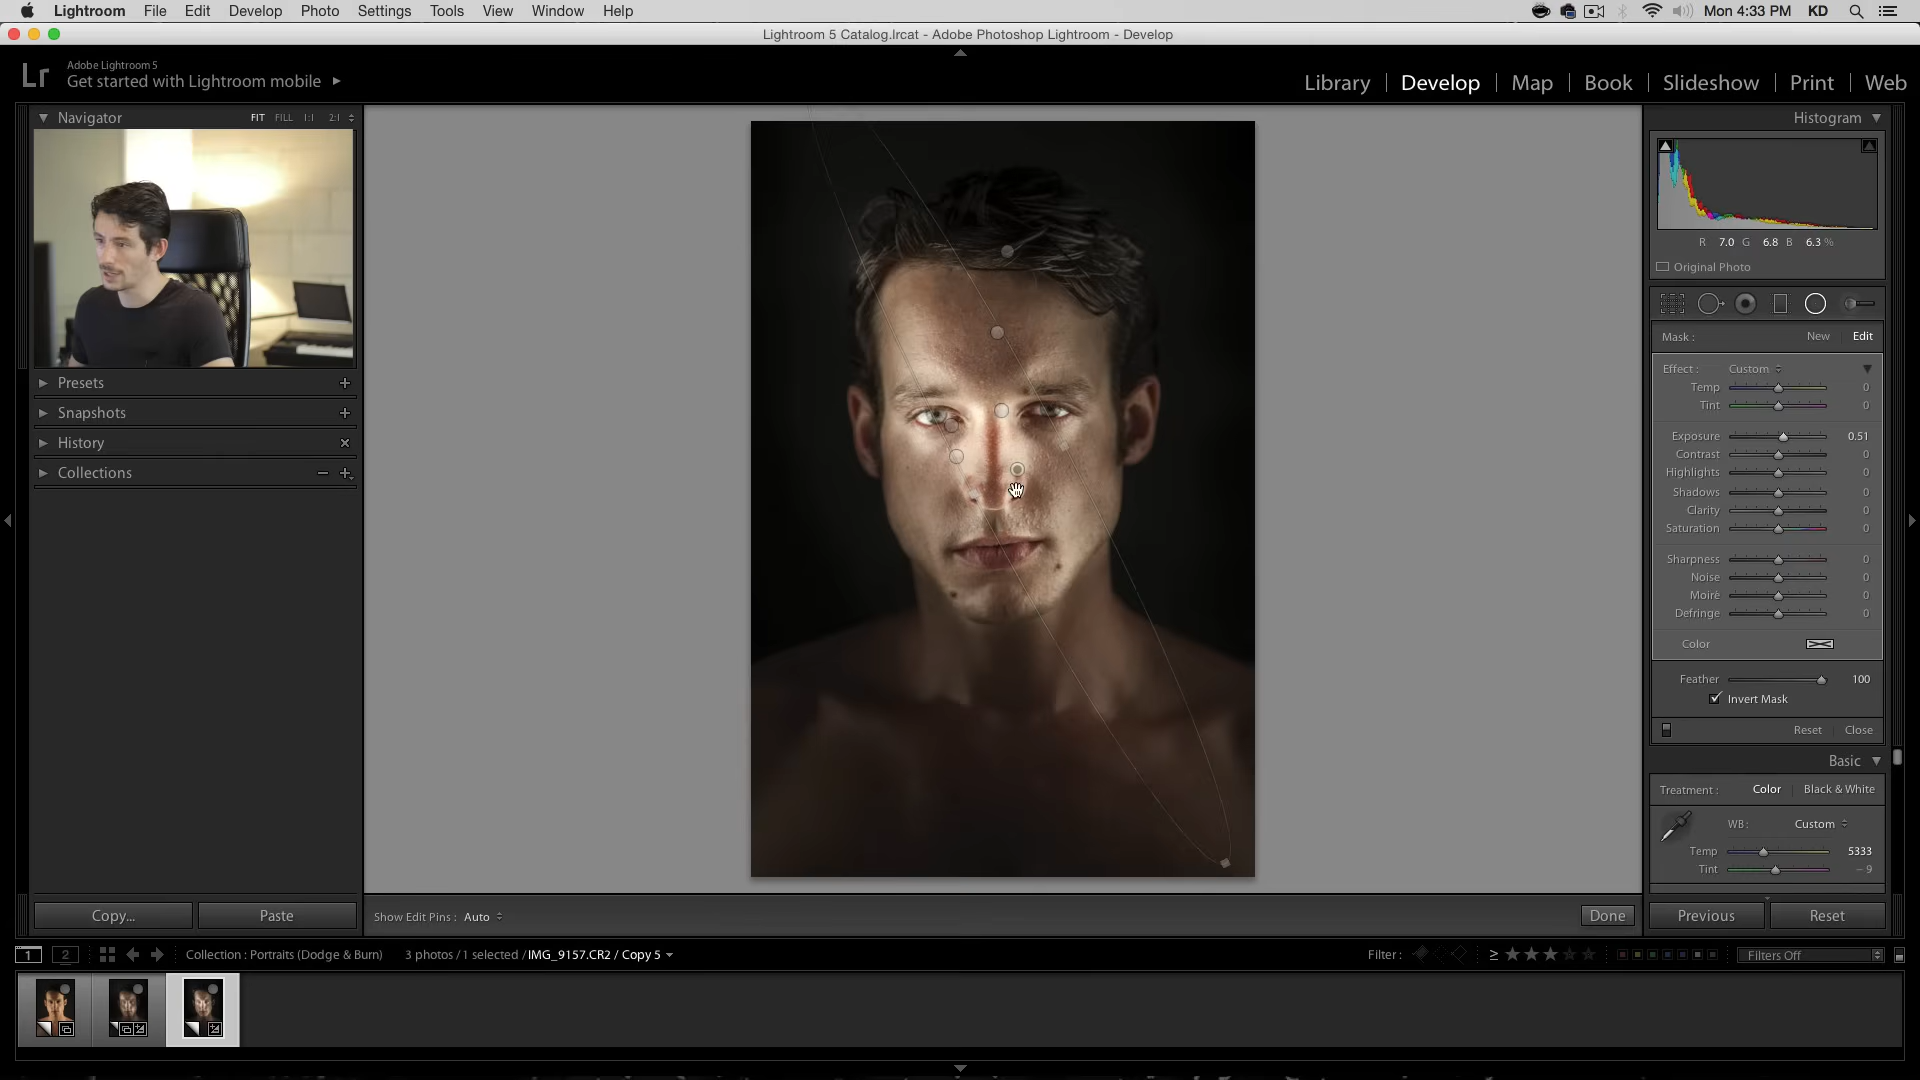 Lightroom File Edit Develop Photo Settings Tools View Window Help Mon 4:33 PM KD
Lightroom 5 Catalog.lrcat - Adobe Photoshop Lightroom - Develop
Lr Adobe Lightroom 5
Get started with Lightroom mobile
Library Develop Map Book Slideshow Print Web
Navigator FIT FILL 1:1 2:1
Presets
Snapshots
History
Collections
Copy... Paste
Histogram
R 7.0 G 6.8 B 6.3 %
Original Photo
Mask : New Edit
Effect : Custom
Temp 0
Tint 0
Exposure 0.51
Contrast 0
Highlights 0
Shadows 0
Clarity 0
Saturation 0
Sharpness 0
Noise 0
Moiré 0
Defringe 0
Color
Feather 100
Invert Mask
Reset Close
Basic
Treatment : Color Black & White
WB : Custom
Temp 5333
Tint – 9
Show Edit Pins : Auto Done
Previous Reset
1 2 Collection : Portraits (Dodge & Burn) 3 photos / 1 selected / IMG_9157.CR2 / Copy 5 Filter : ≥ Filters Off